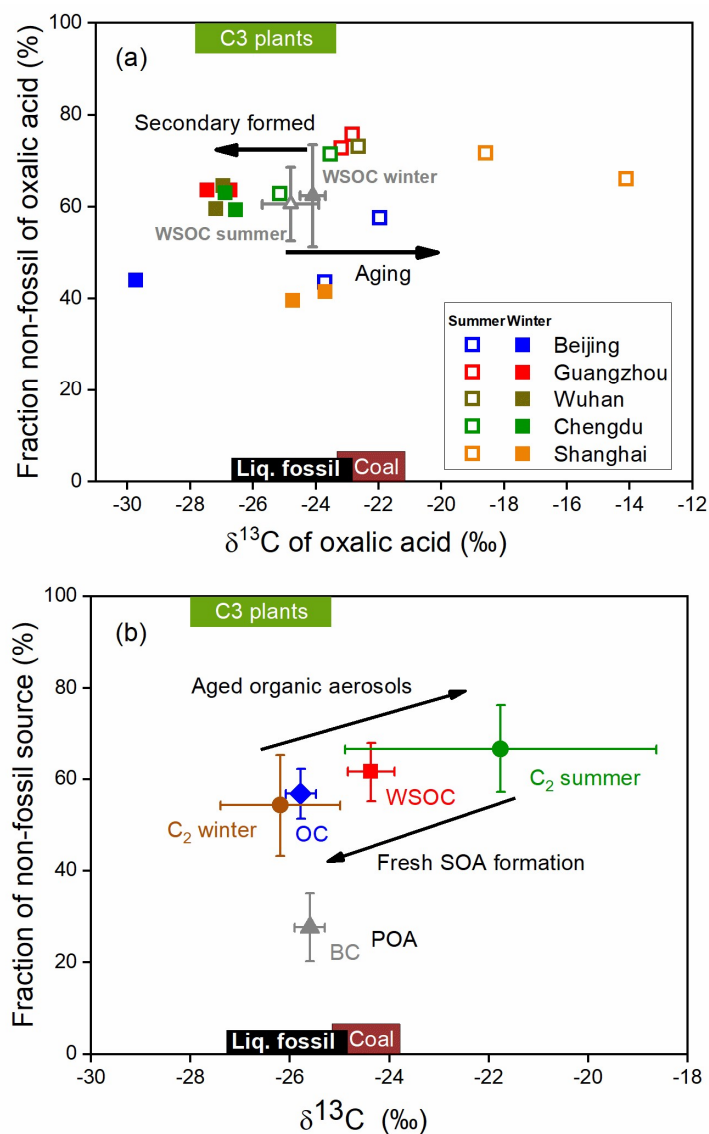 C3 plants
(a)
Secondary formed
WSOC winter
WSOC summer
Aging
Summer Winter
Beijing
Guangzhou
Wuhan
Chengdu
Shanghai
Liq. fossil
Coal
100
80
60
40
20
0
-30 -28 -26 -24 -22 -20 -18 -16 -14 -12
Fraction non-fossil of oxalic acid (%)
δ¹³C of oxalic acid (‰)
C3 plants
(b)
Aged organic aerosols
C₂ summer
WSOC
C₂ winter
OC
Fresh SOA formation
BC
POA
Liq. fossil
Coal
100
80
60
40
20
0
-30 -28 -26 -24 -22 -20 -18
Fraction of non-fossil source (%)
δ¹³C (‰)